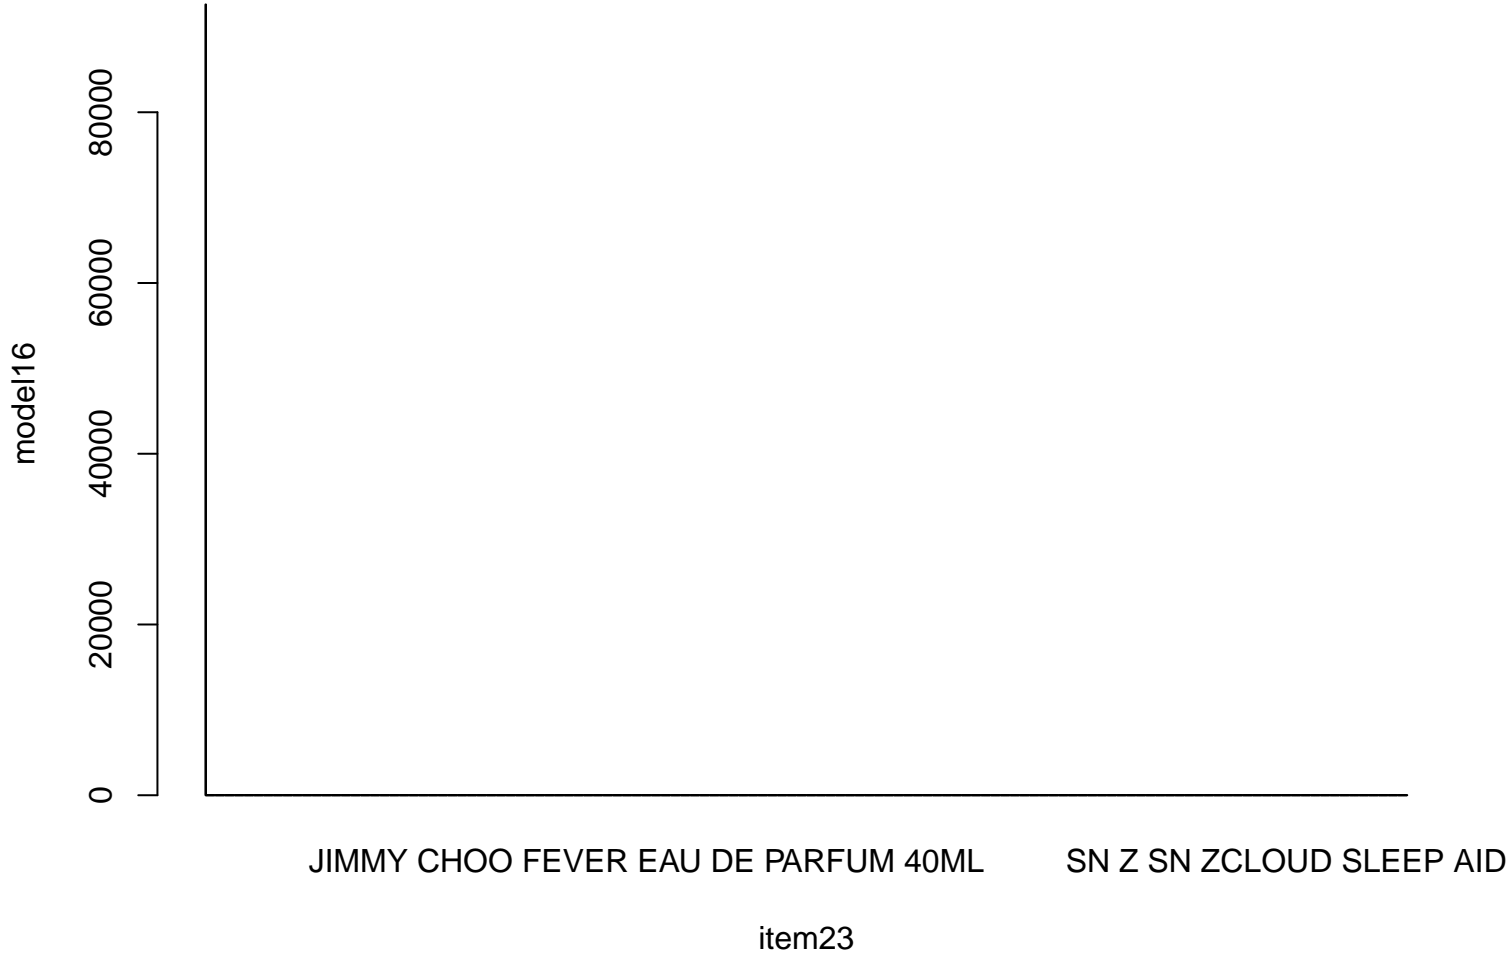 80000
60000
40000
20000
0
model16
JIMMY CHOO FEVER EAU DE PARFUM 40ML
SN Z SN ZCLOUD SLEEP AID
item23